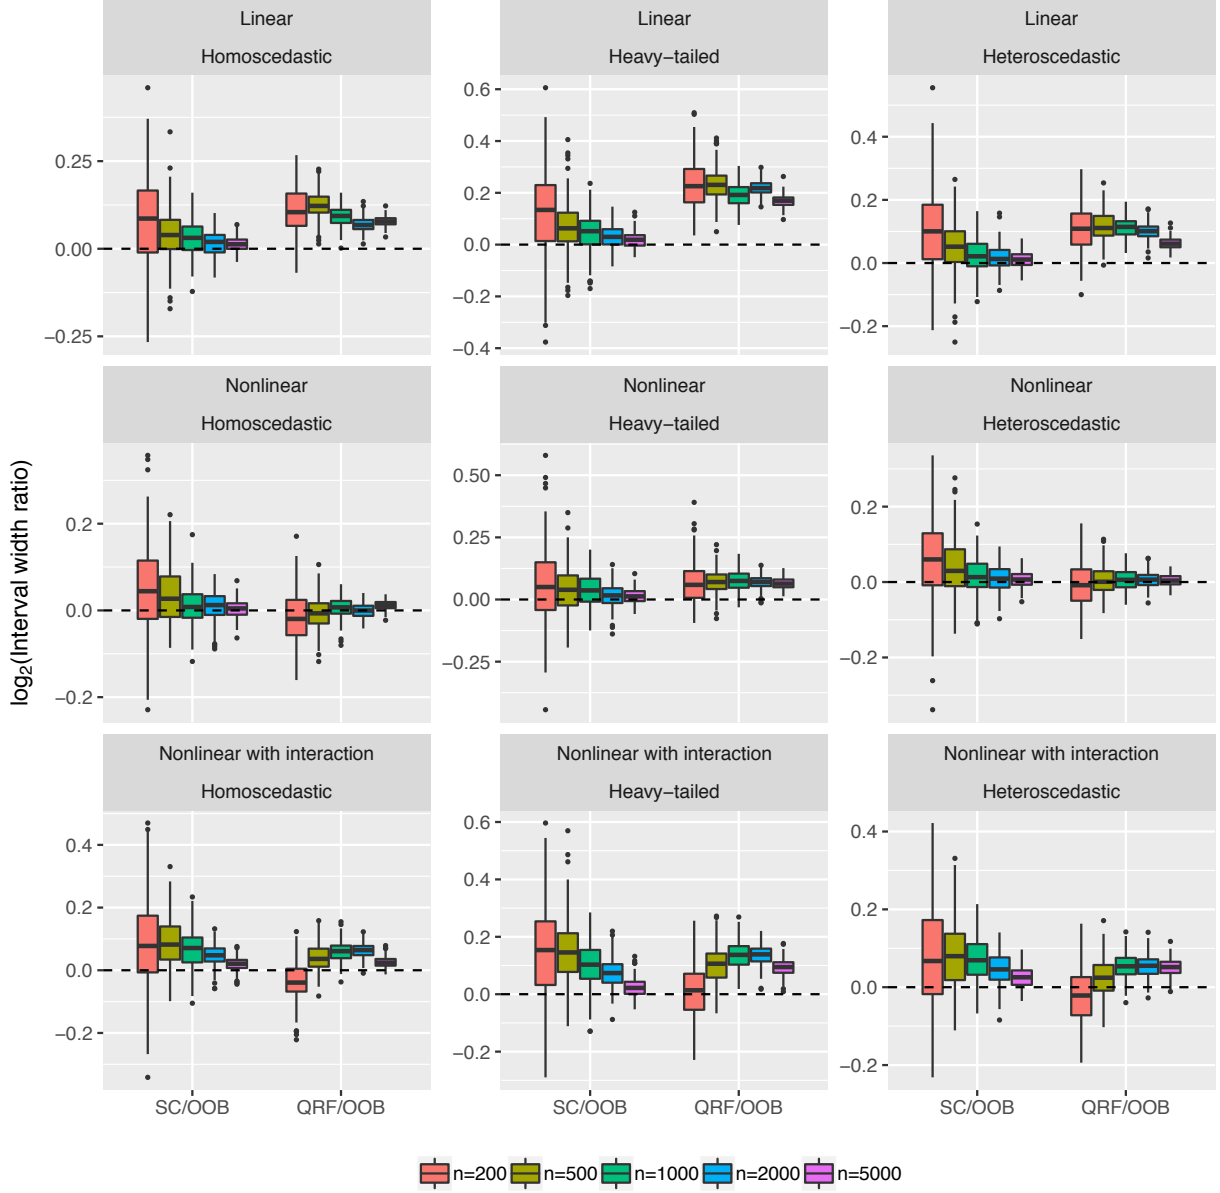 Linear
Homoscedastic
Linear
Heavy−tailed
Linear
Heteroscedastic
0.25
0.00
−0.25
0.6
0.4
0.2
0.0
−0.2
−0.4
0.4
0.2
0.0
−0.2
Nonlinear
Homoscedastic
Nonlinear
Heavy−tailed
Nonlinear
Heteroscedastic
0.2
0.0
−0.2
0.50
0.25
0.00
−0.25
0.2
0.0
−0.2
log₂(Interval width ratio)
Nonlinear with interaction
Homoscedastic
Nonlinear with interaction
Heavy−tailed
Nonlinear with interaction
Heteroscedastic
0.4
0.2
0.0
−0.2
0.6
0.4
0.2
0.0
−0.2
0.4
0.2
0.0
−0.2
SC/OOB QRF/OOB
SC/OOB QRF/OOB
SC/OOB QRF/OOB
n=200 n=500 n=1000 n=2000 n=5000